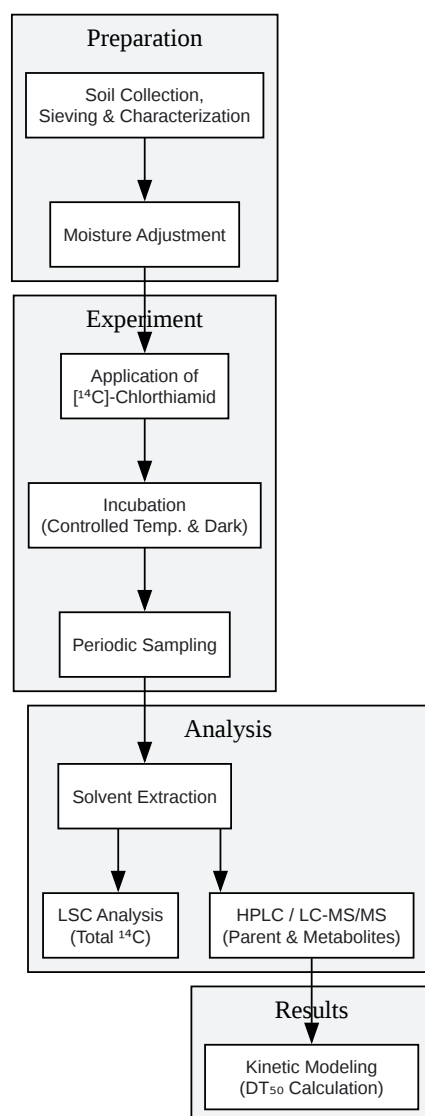 Preparation
Soil Collection,
Sieving & Characterization
Moisture Adjustment
Experiment
Application of
[¹⁴C]-Chlorthiamid
Incubation
(Controlled Temp. & Dark)
Periodic Sampling
Analysis
Solvent Extraction
LSC Analysis
(Total ¹⁴C)
HPLC / LC-MS/MS
(Parent & Metabolites)
Results
Kinetic Modeling
(DT₅₀ Calculation)